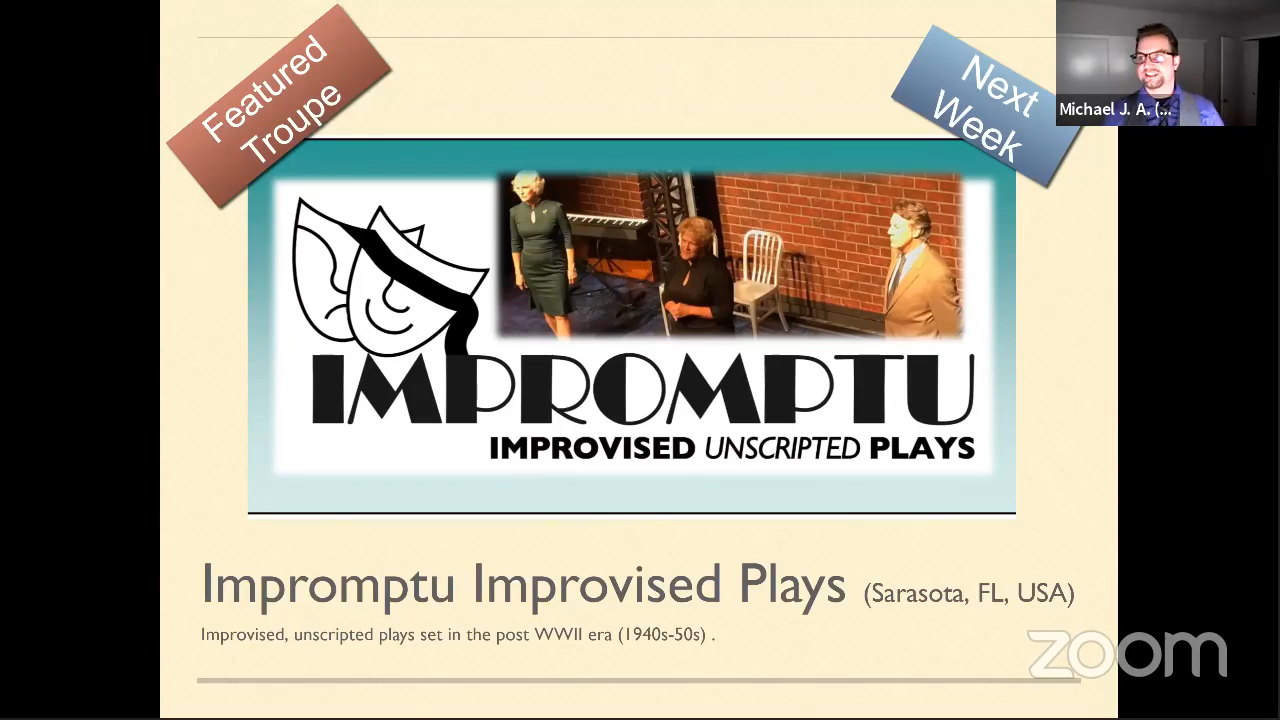 Featured
Troupe
Next
Week
Michael J. A. (...
IMPROMPTU
IMPROVISED UNSCRIPTED PLAYS
Impromptu Improvised Plays (Sarasota, FL, USA)
Improvised, unscripted plays set in the post WWII era (1940s-50s) .
zoom